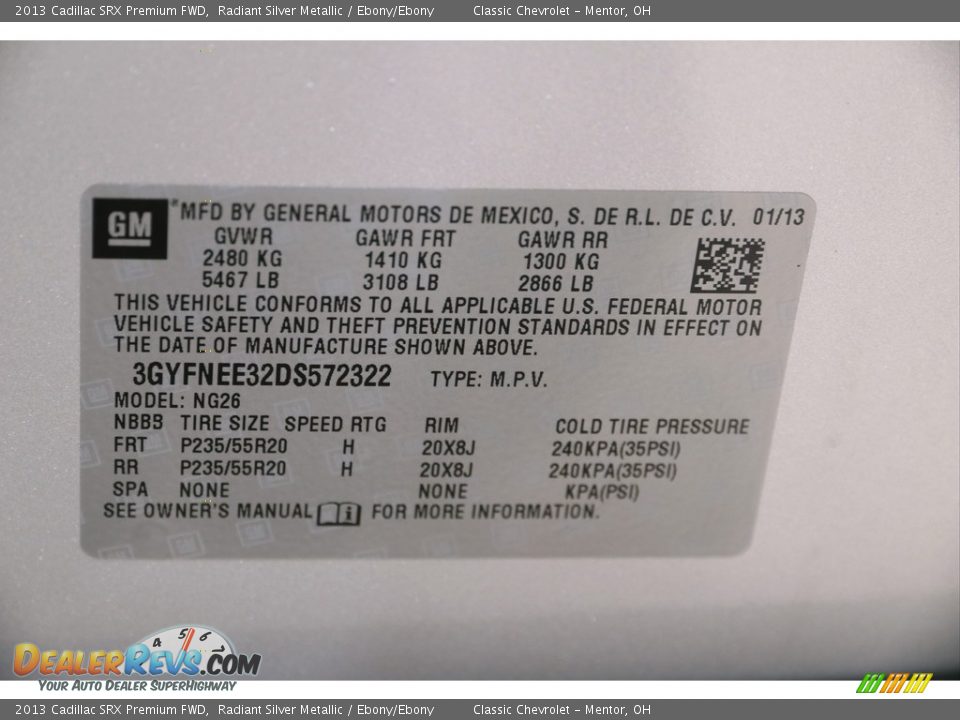 2013 Cadillac SRX Premium FWD, Radiant Silver Metallic / Ebony/Ebony Classic Chevrolet – Mentor, OH
GM MFD BY GENERAL MOTORS DE MEXICO, S. DE R.L. DE C.V. 01/13
GVWR GAWR FRT GAWR RR
2480 KG 1410 KG 1300 KG
5467 LB 3108 LB 2866 LB
THIS VEHICLE CONFORMS TO ALL APPLICABLE U.S. FEDERAL MOTOR
VEHICLE SAFETY AND THEFT PREVENTION STANDARDS IN EFFECT ON
THE DATE OF MANUFACTURE SHOWN ABOVE.
3GYFNEE32DS572322 TYPE: M.P.V.
MODEL: NG26
NBBB TIRE SIZE SPEED RTG RIM COLD TIRE PRESSURE
FRT P235/55R20 H 20X8J 240KPA(35PSI)
RR P235/55R20 H 20X8J 240KPA(35PSI)
SPA NONE NONE KPA(PSI)
SEE OWNER'S MANUAL i FOR MORE INFORMATION.
4 5 6 7
DEALERREVS.COM
YOUR AUTO DEALER SUPERHIGHWAY
2013 Cadillac SRX Premium FWD, Radiant Silver Metallic / Ebony/Ebony Classic Chevrolet – Mentor, OH